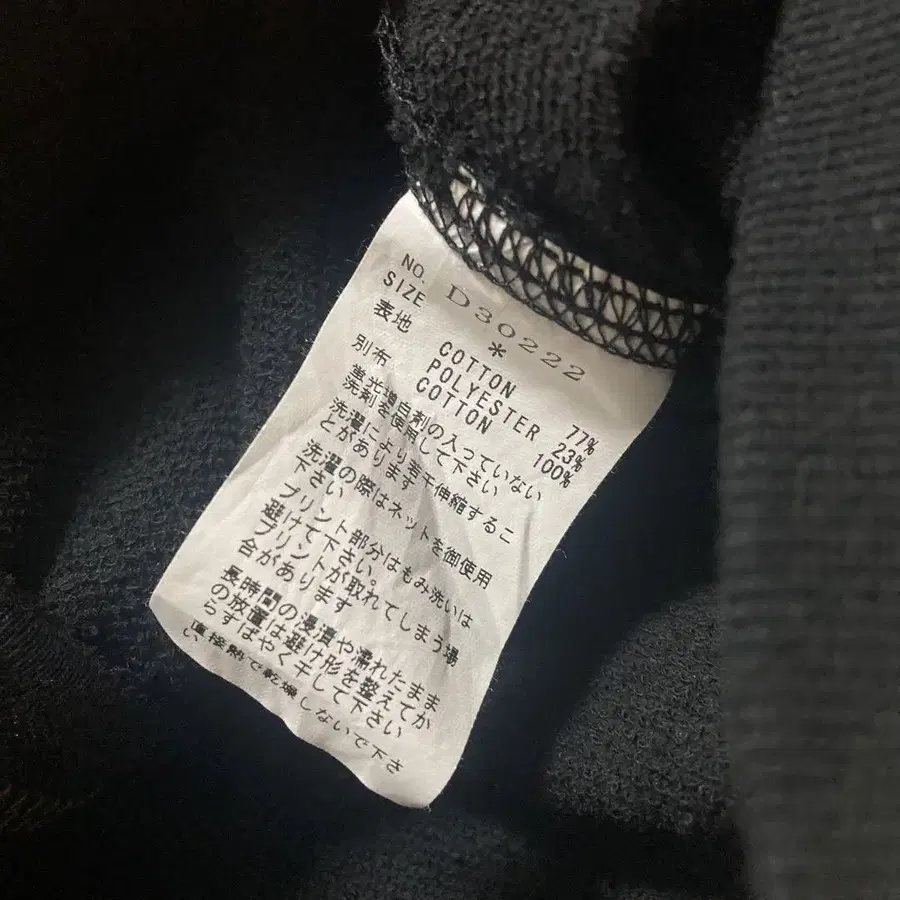 NO. D30222
SIZE *
表地 COTTON 77%
POLYESTER 23%
別布 COTTON 100%
蛍光増白剤の入っていない
洗剤を使用して下さい
洗濯により若干伸縮するこ
とがあります
洗濯の際はネットを御使用
下さい
プリント部分はもみ洗いは
避けて下さい。
プリントが取れてしまう場
合があります
長時間の浸漬や濡れたまま
の放置は避け形を整えてか
らすばやく干して下さい
直接熱で乾燥しないで下さ
い